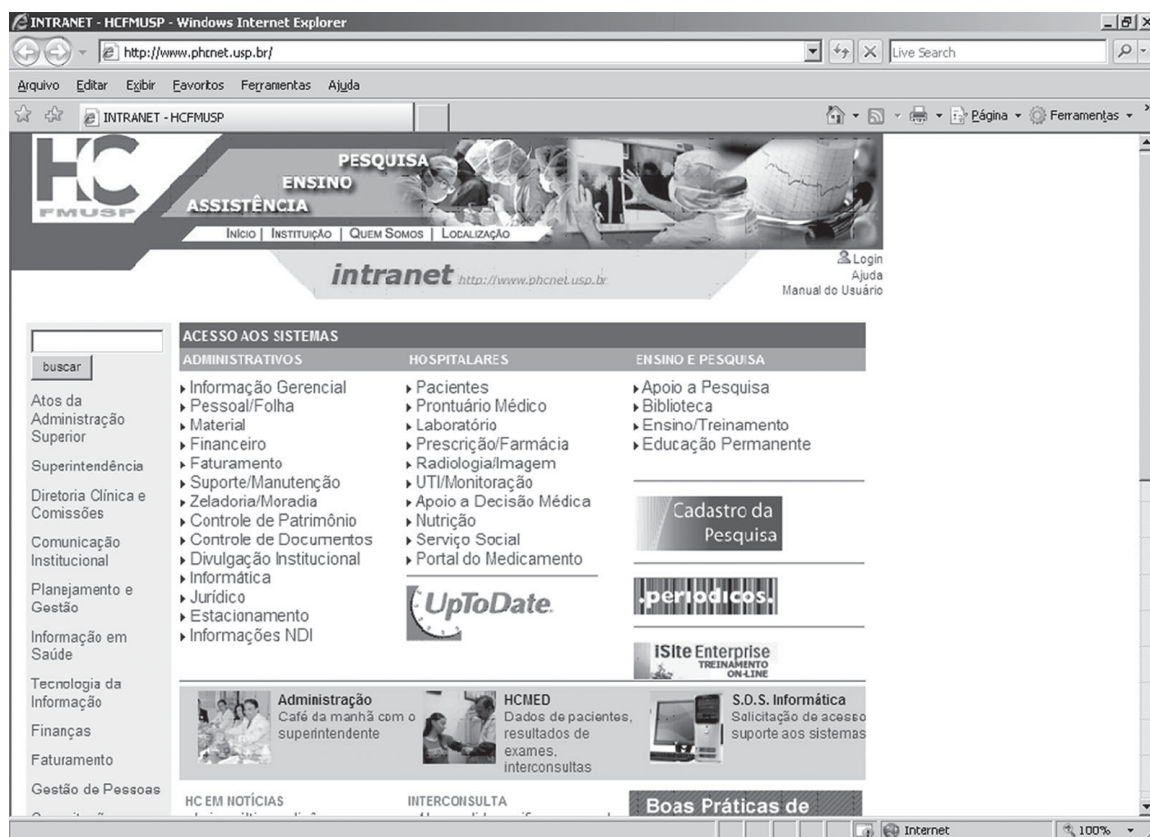 INTRANET - HCFMUSP - Windows Internet Explorer
http://www.phcnet.usp.br/
Live Search
Arquivo Editar Exibir Favoritos Ferramentas Ajuda
INTRANET - HCFMUSP
Página
Ferramentas
HC
FMUSP
PESQUISA
ENSINO
ASSISTÊNCIA
INÍCIO | INSTITUIÇÃO | QUEM SOMOS | LOCALIZAÇÃO
intranet http://www.phcnet.usp.br
Login
Ajuda
Manual do Usuário
buscar
Atos da
Administração
Superior
Superintendência
Diretoria Clínica e
Comissões
Comunicação
Institucional
Planejamento e
Gestão
Informação em
Saúde
Tecnologia da
Informação
Finanças
Faturamento
Gestão de Pessoas
ACESSO AOS SISTEMAS
ADMINISTRATIVOS
Informação Gerencial
Pessoal/Folha
Material
Financeiro
Faturamento
Suporte/Manutenção
Zeladoria/Moradia
Controle de Patrimônio
Controle de Documentos
Divulgação Institucional
Informática
Jurídico
Estacionamento
Informações NDI
HOSPITALARES
Pacientes
Prontuário Médico
Laboratório
Prescrição/Farmácia
Radiologia/Imagem
UTI/Monitoração
Apoio a Decisão Médica
Nutrição
Serviço Social
Portal do Medicamento
UpToDate
ENSINO E PESQUISA
Apoio a Pesquisa
Biblioteca
Ensino/Treinamento
Educação Permanente
Cadastro da
Pesquisa
.periodicos.
iSite Enterprise
TREINAMENTO
ON-LINE
Administração
Café da manhã com o
superintendente
HCMED
Dados de pacientes,
resultados de
exames,
interconsultas
S.O.S. Informática
Solicitação de acesso
suporte aos sistemas
HC EM NOTÍCIAS
INTERCONSULTA
Boas Práticas de
Internet
100%